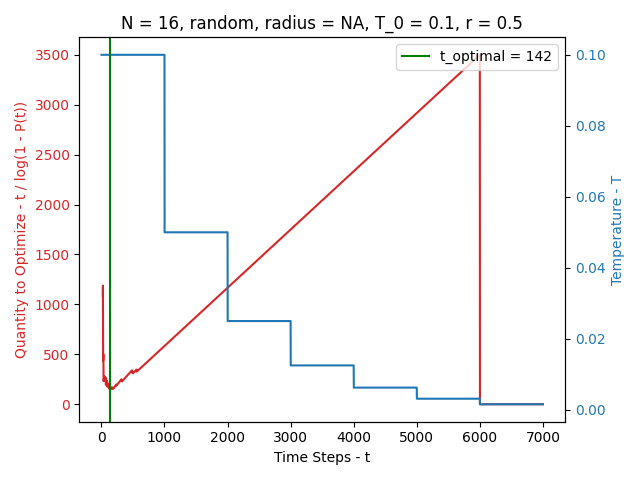 N = 16, random, radius = NA, T_0 = 0.1, r = 0.5
t_optimal = 142
Quantity to Optimize - t / log(1 - P(t))
3500
3000
2500
2000
1500
1000
500
0
0.10
0.08
0.06
0.04
0.02
0.00
Temperature - T
0 1000 2000 3000 4000 5000 6000 7000
Time Steps - t